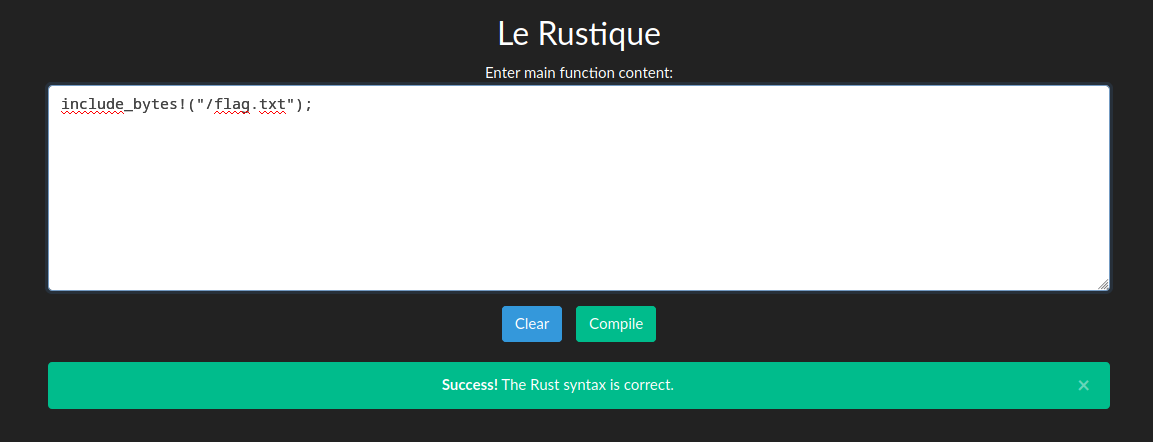 Le Rustique
Enter main function content:
include_bytes!("/flag.txt");
Clear Compile
Success! The Rust syntax is correct. ×